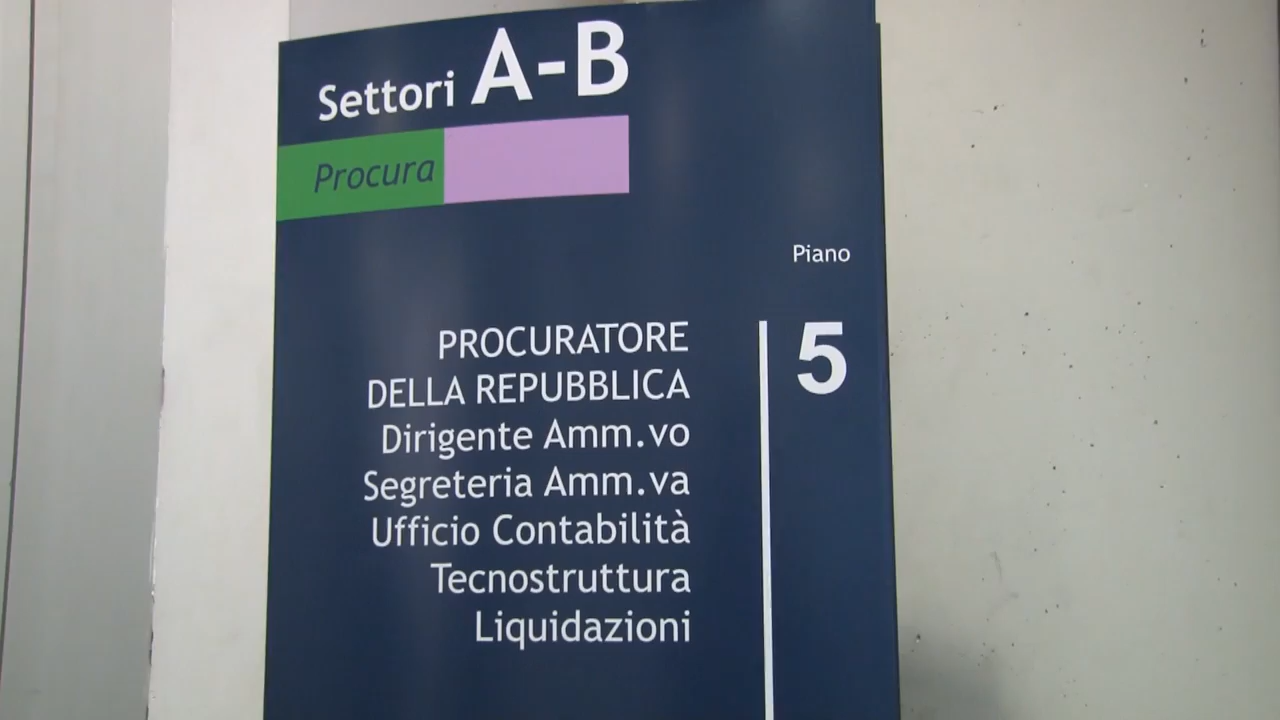 Settori A-B
Procura
Piano
PROCURATORE
DELLA REPUBBLICA
Dirigente Amm.vo
Segreteria Amm.va
Ufficio Contabilità
Tecnostruttura
Liquidazioni
5